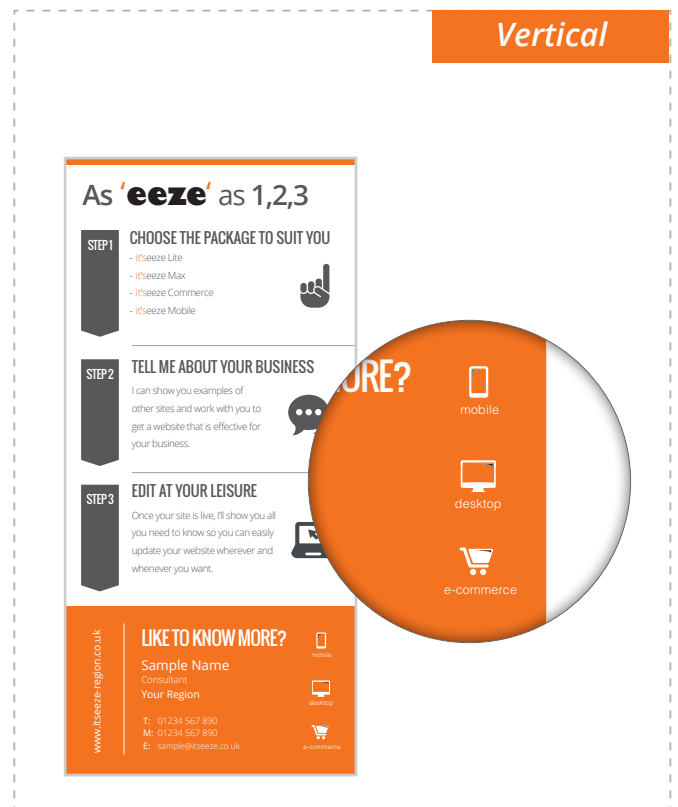 Vertical
As 'eeze' as 1,2,3
STEP 1
CHOOSE THE PACKAGE TO SUIT YOU
- it'seeze Lite
- it'seeze Max
- it'seeze Commerce
- it'seeze Mobile
STEP 2
TELL ME ABOUT YOUR BUSINESS
I can show you examples of
other sites and work with you to
get a website that is effective for
your business.
STEP 3
EDIT AT YOUR LEISURE
Once your site is live, I'll show you all
you need to know so you can easily
update your website wherever and
whenever you want.
ORE?
mobile
desktop
e-commerce
www.itseeze-region.co.uk
LIKE TO KNOW MORE?
Sample Name
Consultant
Your Region
T: 01234 567 890
M: 01234 567 890
E: sample@itseeze.co.uk
mobile
desktop
e-commerce